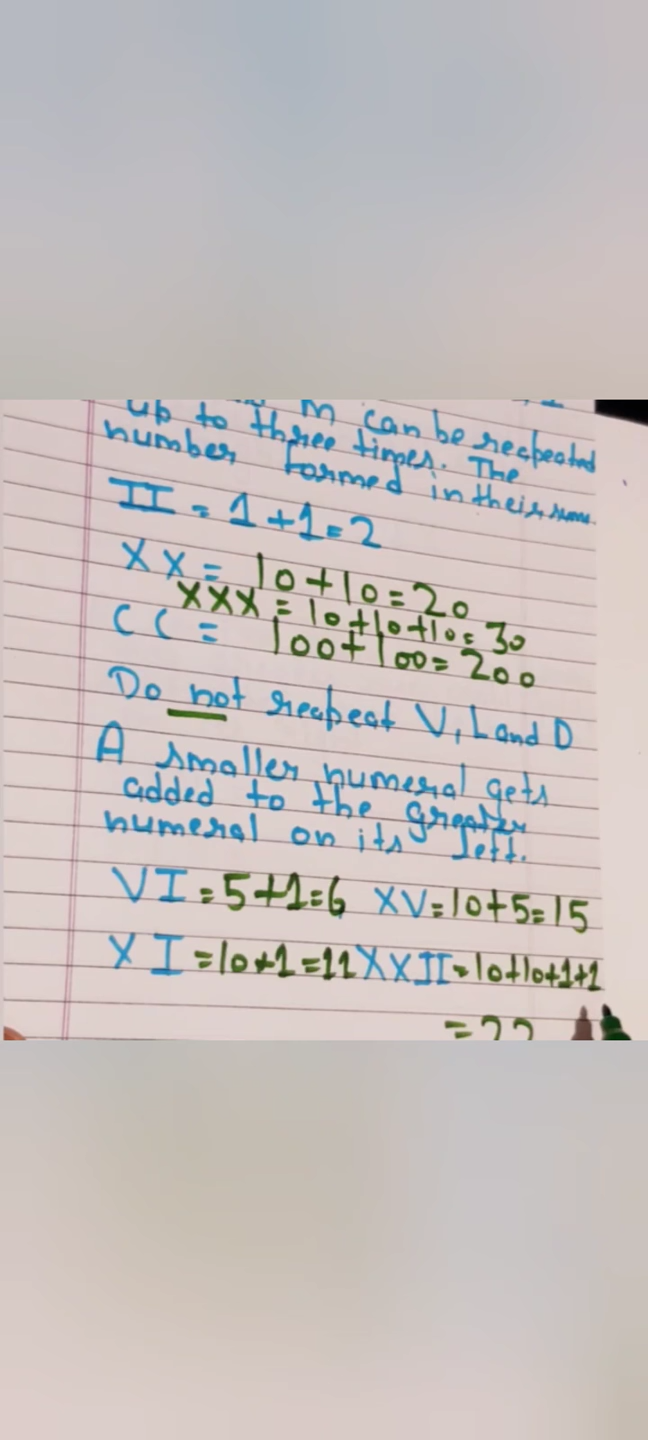 up to three times. The
M can be reapeated
number formed in their sum.
II = 1+1=2
XX = 10+10=20
XXX = 10+10+10=30
CC = 100+100=200
Do not reapeat V, L and D
A smaller numeral gets
added to the greater
numeral on its left.
VI=5+1=6 XV=10+5=15
XI=10+1=11 XXII=10+10+1+1
=22